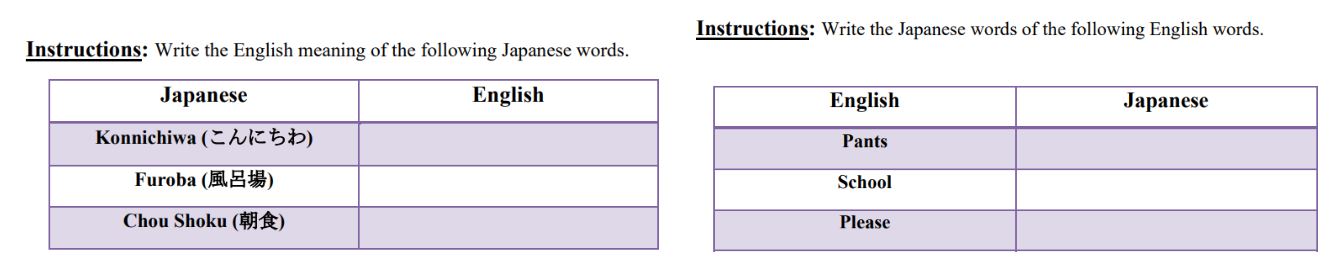 Instructions: Write the English meaning of the following Japanese words.
Japanese English
Konnichiwa (こんにちわ)
Furoba (風呂場)
Chou Shoku (朝食)
Instructions: Write the Japanese words of the following English words.
English Japanese
Pants
School
Please